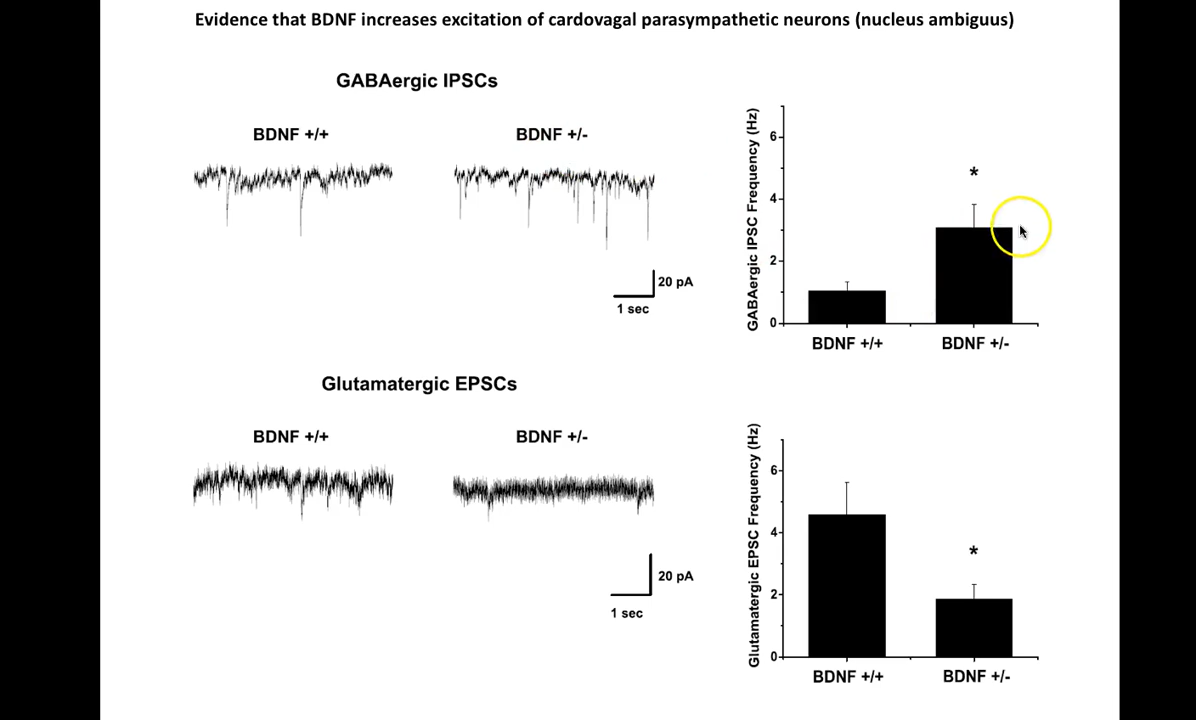 Evidence that BDNF increases excitation of cardovagal parasympathetic neurons (nucleus ambiguus)
GABAergic IPSCs
BDNF +/+
BDNF +/-
20 pA
1 sec
GABAergic IPSC Frequency (Hz)
6
4
2
0
*
BDNF +/+
BDNF +/-
Glutamatergic EPSCs
BDNF +/+
BDNF +/-
20 pA
1 sec
Glutamatergic EPSC Frequency (Hz)
6
4
2
0
*
BDNF +/+
BDNF +/-